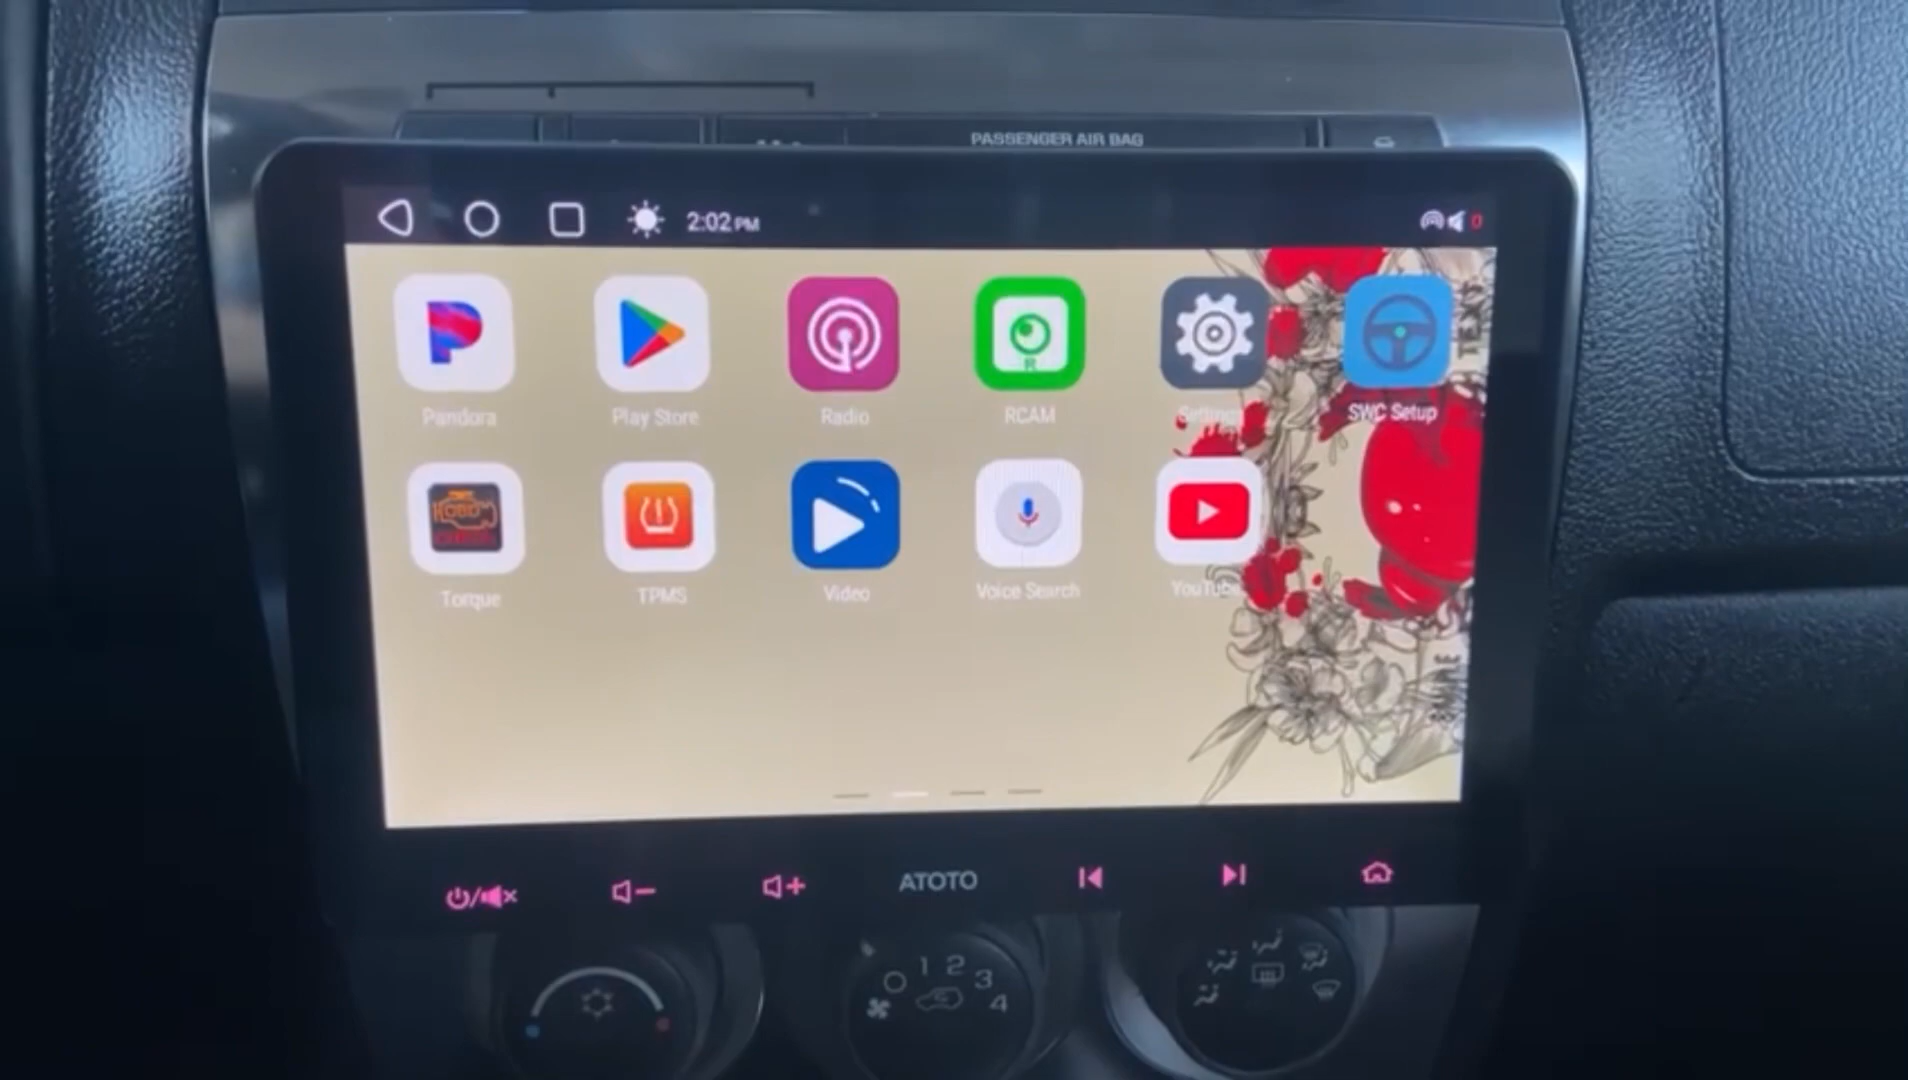 PASSENGER AIR BAG
2:02 PM
0
Pandora
Play Store
Radio
RCAM
Settings
SWC Setup
Torque
TPMS
Video
Voice Search
YouTube
ATOTO
1 2 3 4